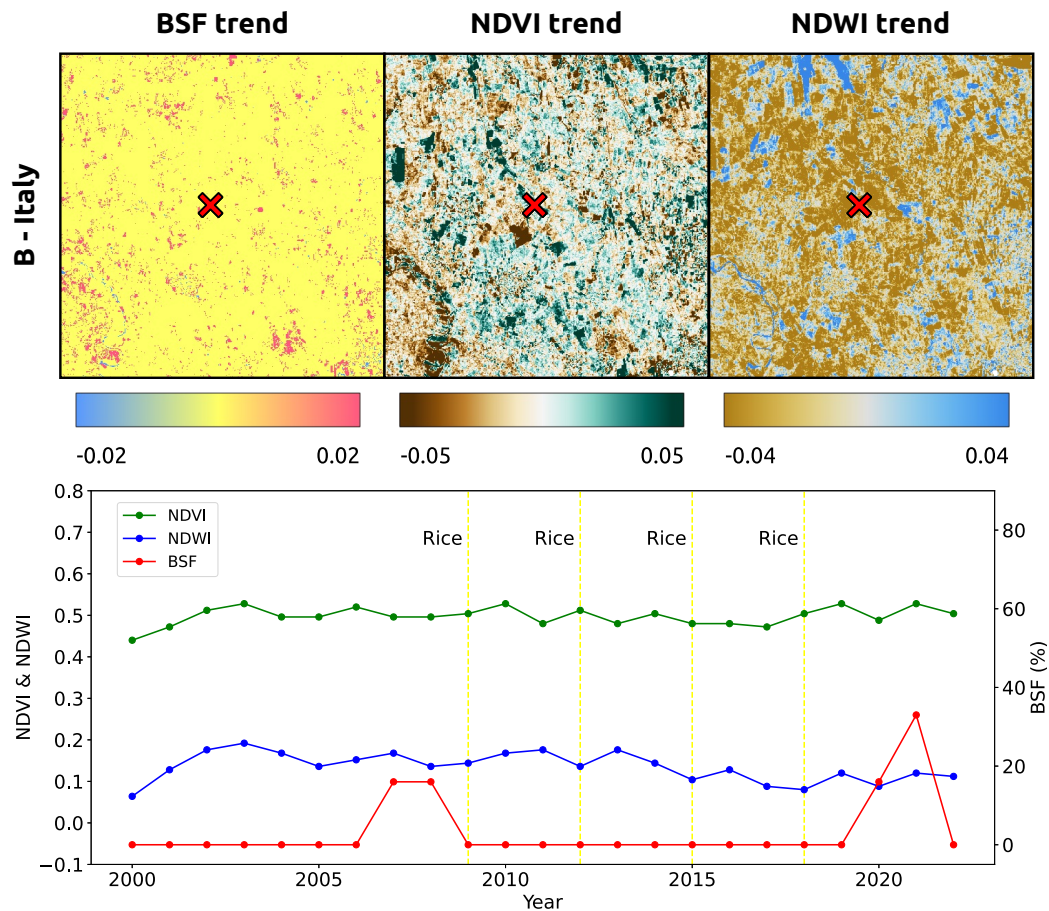 BSF trend NDVI trend NDWI trend
B - Italy
-0.02 0.02 -0.05 0.05 -0.04 0.04
NDVI
NDWI
BSF
Rice Rice Rice Rice
0.8
0.7
0.6
0.5
0.4
0.3
0.2
0.1
0.0
−0.1
NDVI & NDWI
80
60
40
20
0
BSF (%)
2000 2005 2010 2015 2020
Year